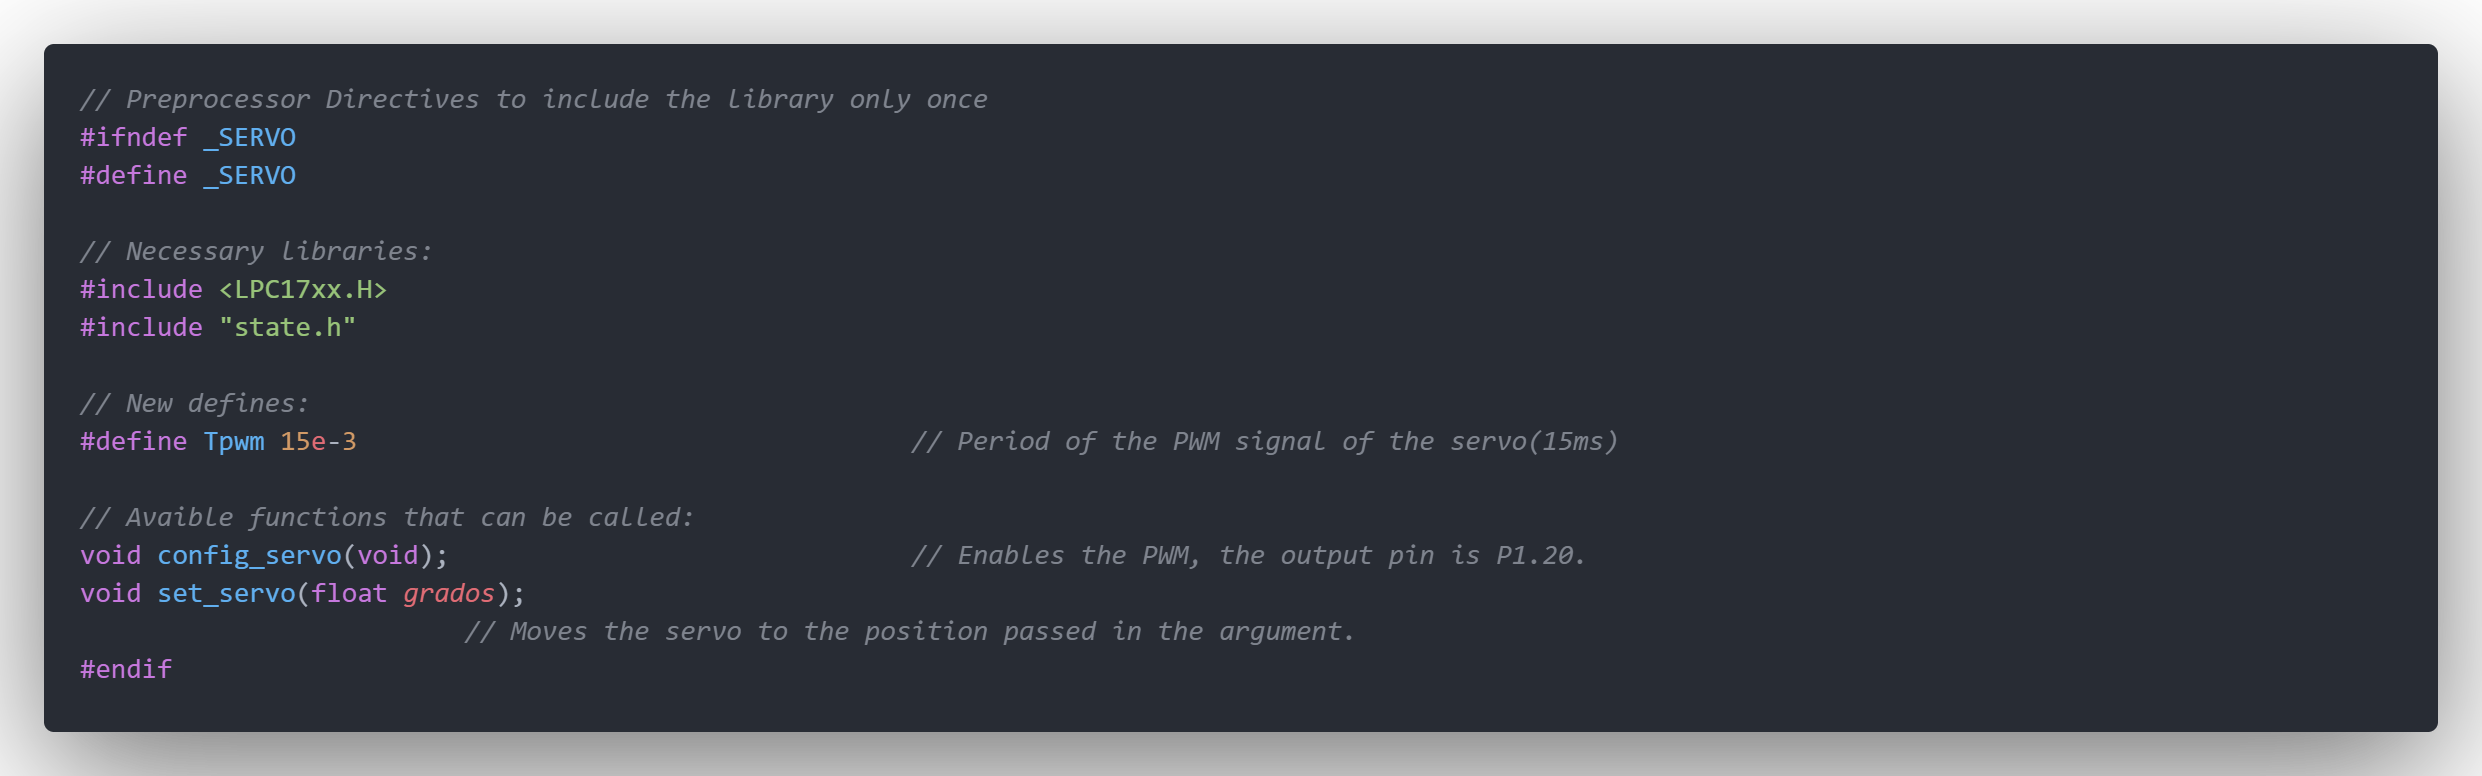 // Preprocessor Directives to include the library only once
#ifndef _SERVO
#define _SERVO
// Necessary libraries:
#include <LPC17xx.H>
#include "state.h"
// New defines:
#define Tpwm 15e-3 // Period of the PWM signal of the servo(15ms)
// Avaible functions that can be called:
void config_servo(void); // Enables the PWM, the output pin is P1.20.
void set_servo(float grados);
// Moves the servo to the position passed in the argument.
#endif